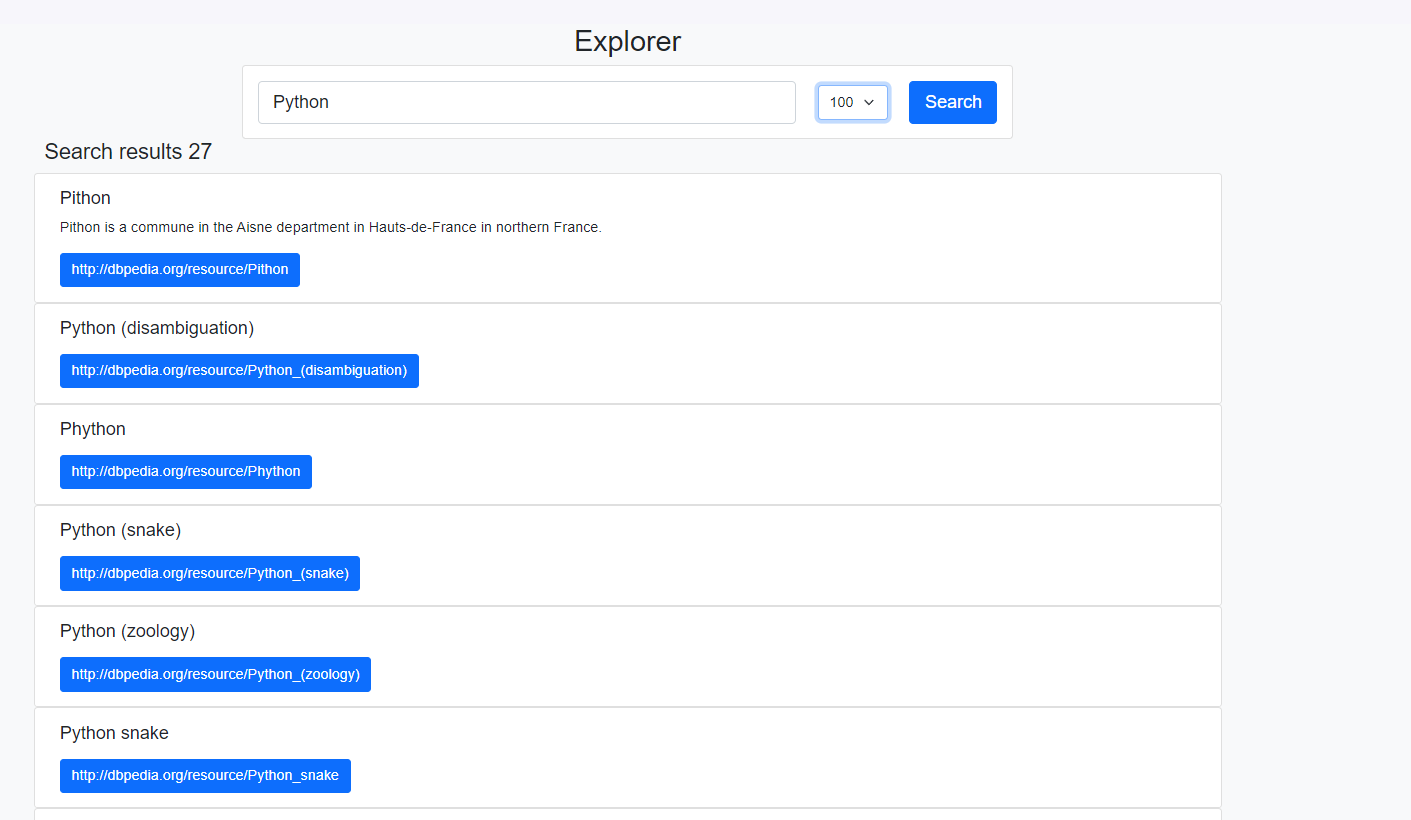 Explorer
Python 100 Search
Search results 27
Pithon
Pithon is a commune in the Aisne department in Hauts-de-France in northern France.
http://dbpedia.org/resource/Pithon
Python (disambiguation)
http://dbpedia.org/resource/Python_(disambiguation)
Phython
http://dbpedia.org/resource/Phython
Python (snake)
http://dbpedia.org/resource/Python_(snake)
Python (zoology)
http://dbpedia.org/resource/Python_(zoology)
Python snake
http://dbpedia.org/resource/Python_snake